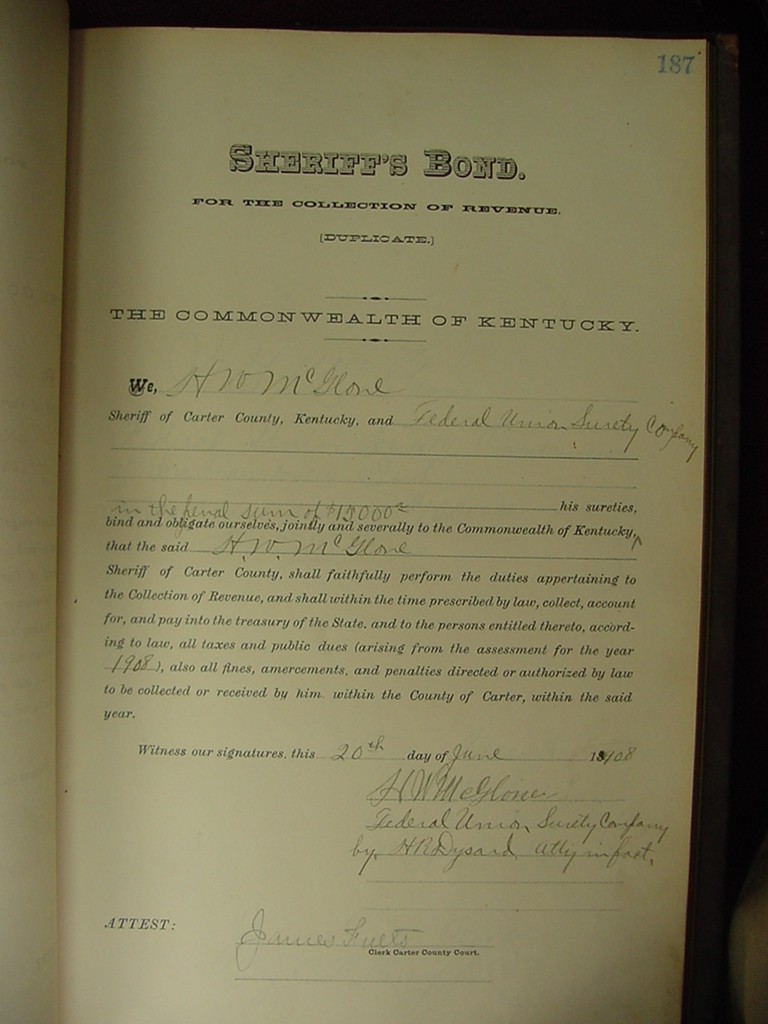 187
SHERIFF'S BOND.
FOR THE COLLECTION OF REVENUE.
(DUPLICATE.)
THE COMMONWEALTH OF KENTUCKY.
We, H W McGlone
Sheriff of Carter County, Kentucky, and Federal Union Surety Company
in the penal sum of $15000 his sureties,
bind and obligate ourselves, jointly and severally to the Commonwealth of Kentucky,
that the said H. W. McGlone
Sheriff of Carter County, shall faithfully perform the duties appertaining to
the Collection of Revenue, and shall within the time prescribed by law, collect, account
for, and pay into the treasury of the State. and to the persons entitled thereto, accord-
ing to law, all taxes and public dues (arising from the assessment for the year
1908), also all fines, amercements, and penalties directed or authorized by law
to be collected or received by him within the County of Carter, within the said
year.
Witness our signatures, this 20th day of June 1908
H W McGlone
Federal Union Surety Company
by H R Dysard, Atty in fact.
ATTEST:
James Fults
Clerk Carter County Court.